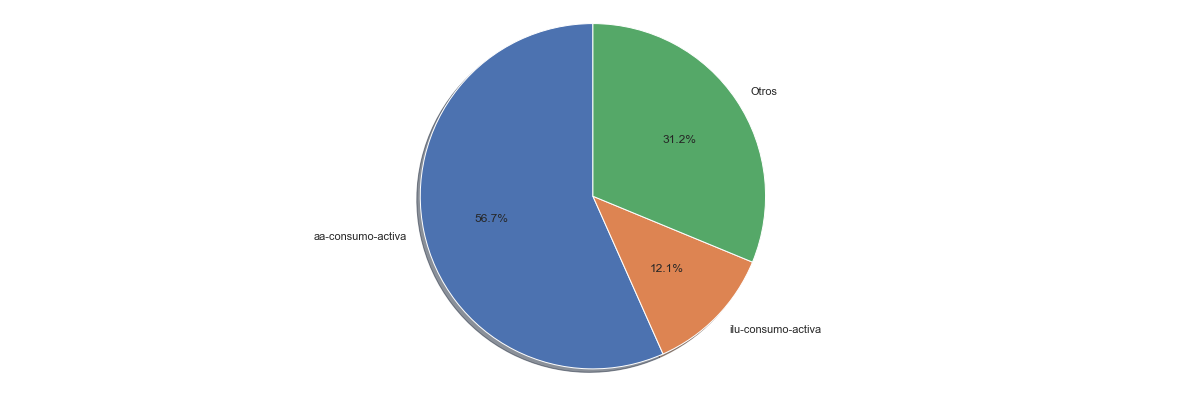 Otros
31.2%
56.7%
aa-consumo-activa
12.1%
ilu-consumo-activa